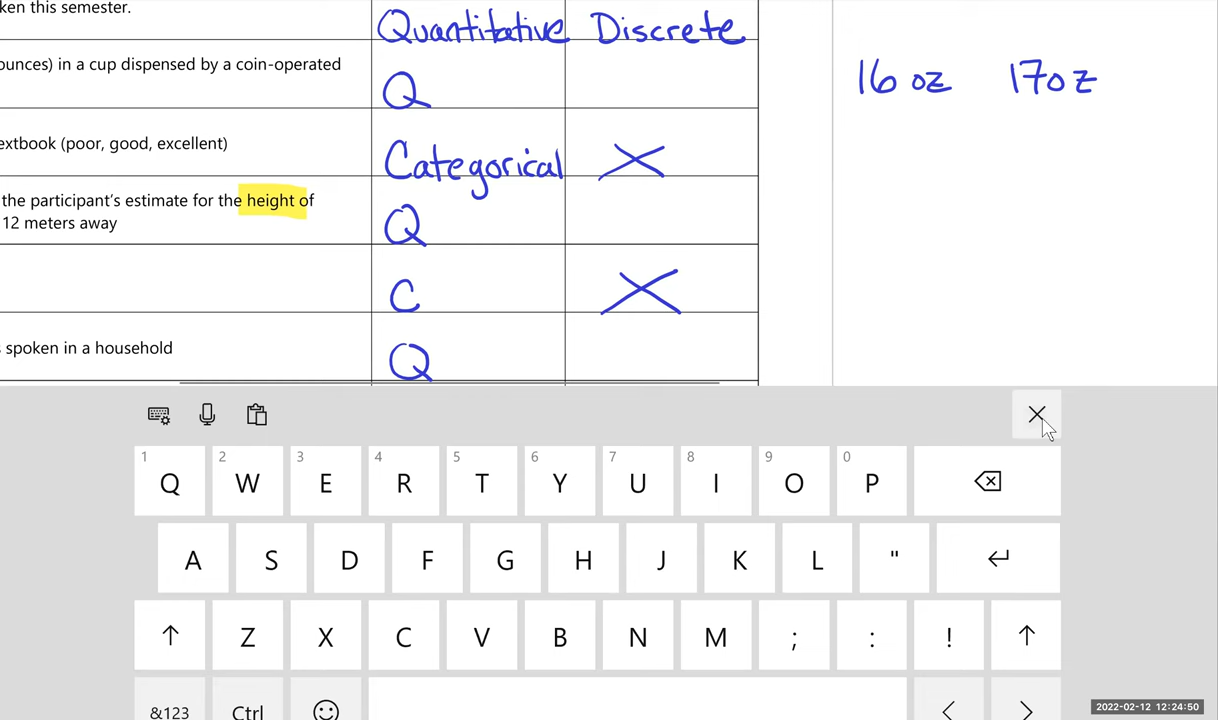 ken this semester.
Quantitative Discrete
16 oz 17oz
ounces) in a cup dispensed by a coin-operated
Q
extbook (poor, good, excellent)
Categorical X
the participant's estimate for the height of
12 meters away
Q
C X
spoken in a household
Q
1 2 3 4 5 6 7 8 9 0
Q W E R T Y U I O P
A S D F G H J K L "
Z X C V B N M ; : !
&123 Ctrl < >
2022-02-12 12:24:50